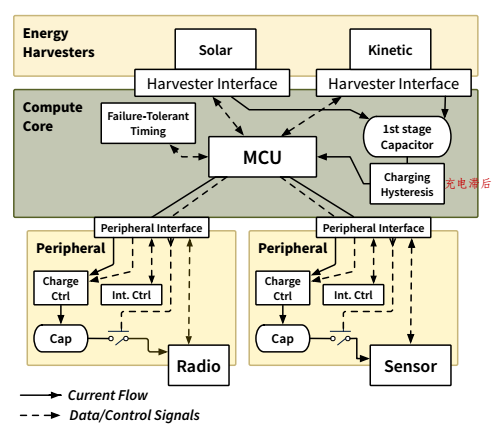 Energy
Harvesters
Solar
Kinetic
Harvester Interface
Harvester Interface
Compute
Core
Failure-Tolerant
Timing
1st stage
Capacitor
MCU
Charging
Hysteresis
充电滞后
Peripheral Interface
Peripheral Interface
Peripheral
Peripheral
Charge
Ctrl
Int. Ctrl
Charge
Ctrl
Int. Ctrl
Cap
Cap
Radio
Sensor
Current Flow
Data/Control Signals